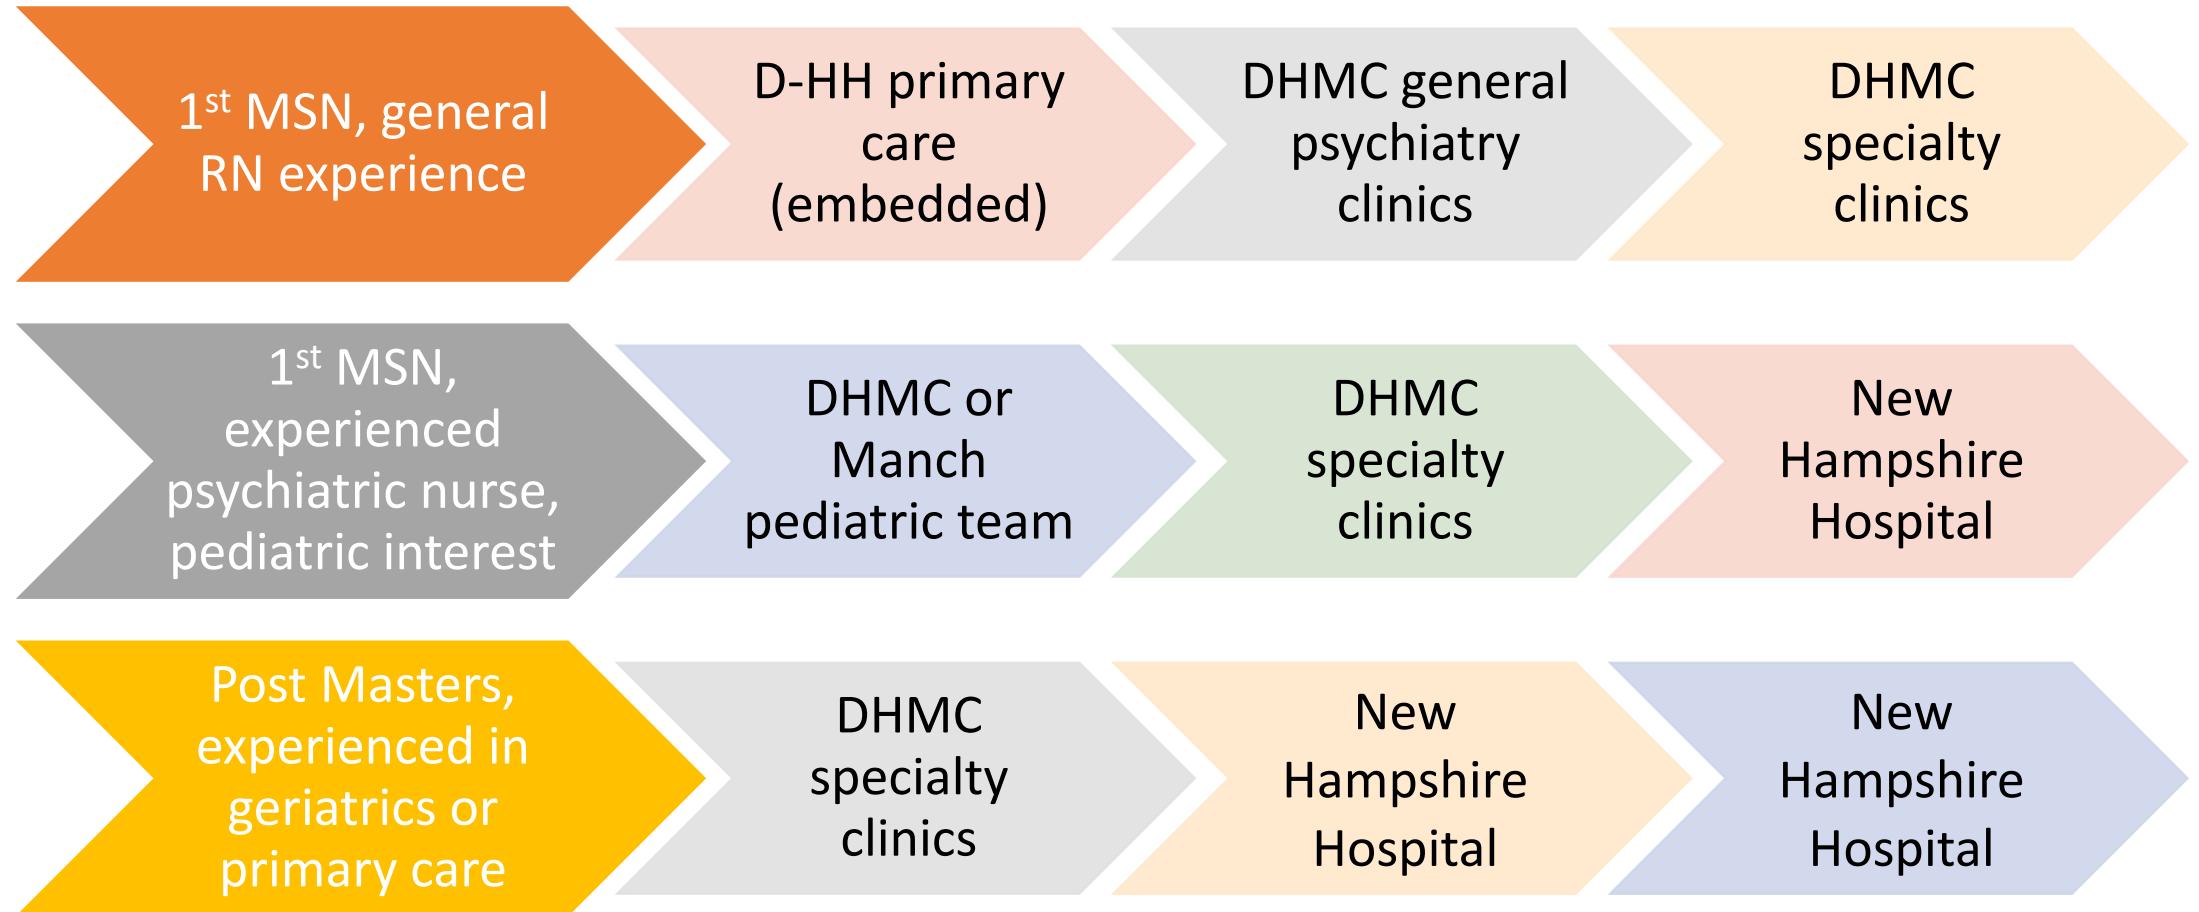 1st MSN, general
RN experience
D-HH primary
care
(embedded)
DHMC general
psychiatry
clinics
DHMC
specialty
clinics
1st MSN,
experienced
psychiatric nurse,
pediatric interest
DHMC or
Manch
pediatric team
DHMC
specialty
clinics
New
Hampshire
Hospital
Post Masters,
experienced in
geriatrics or
primary care
DHMC
specialty
clinics
New
Hampshire
Hospital
New
Hampshire
Hospital